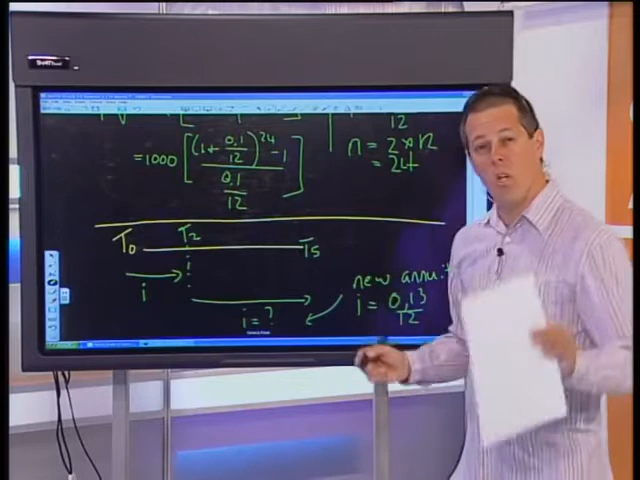 12
= 1000 [ (1 + 0.1/12)^24 - 1 / 0.1/12 ]
n = 2 x 12
= 24
T0 T2 T5
i
new annuit
i = 0,13/12
i = ?